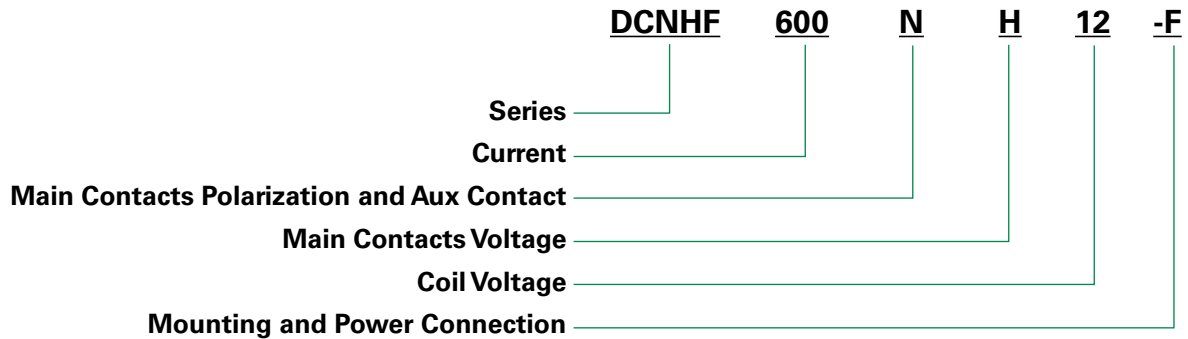 DCNHF 600 N H 12 -F
Series
Current
Main Contacts Polarization and Aux Contact
Main Contacts Voltage
Coil Voltage
Mounting and Power Connection